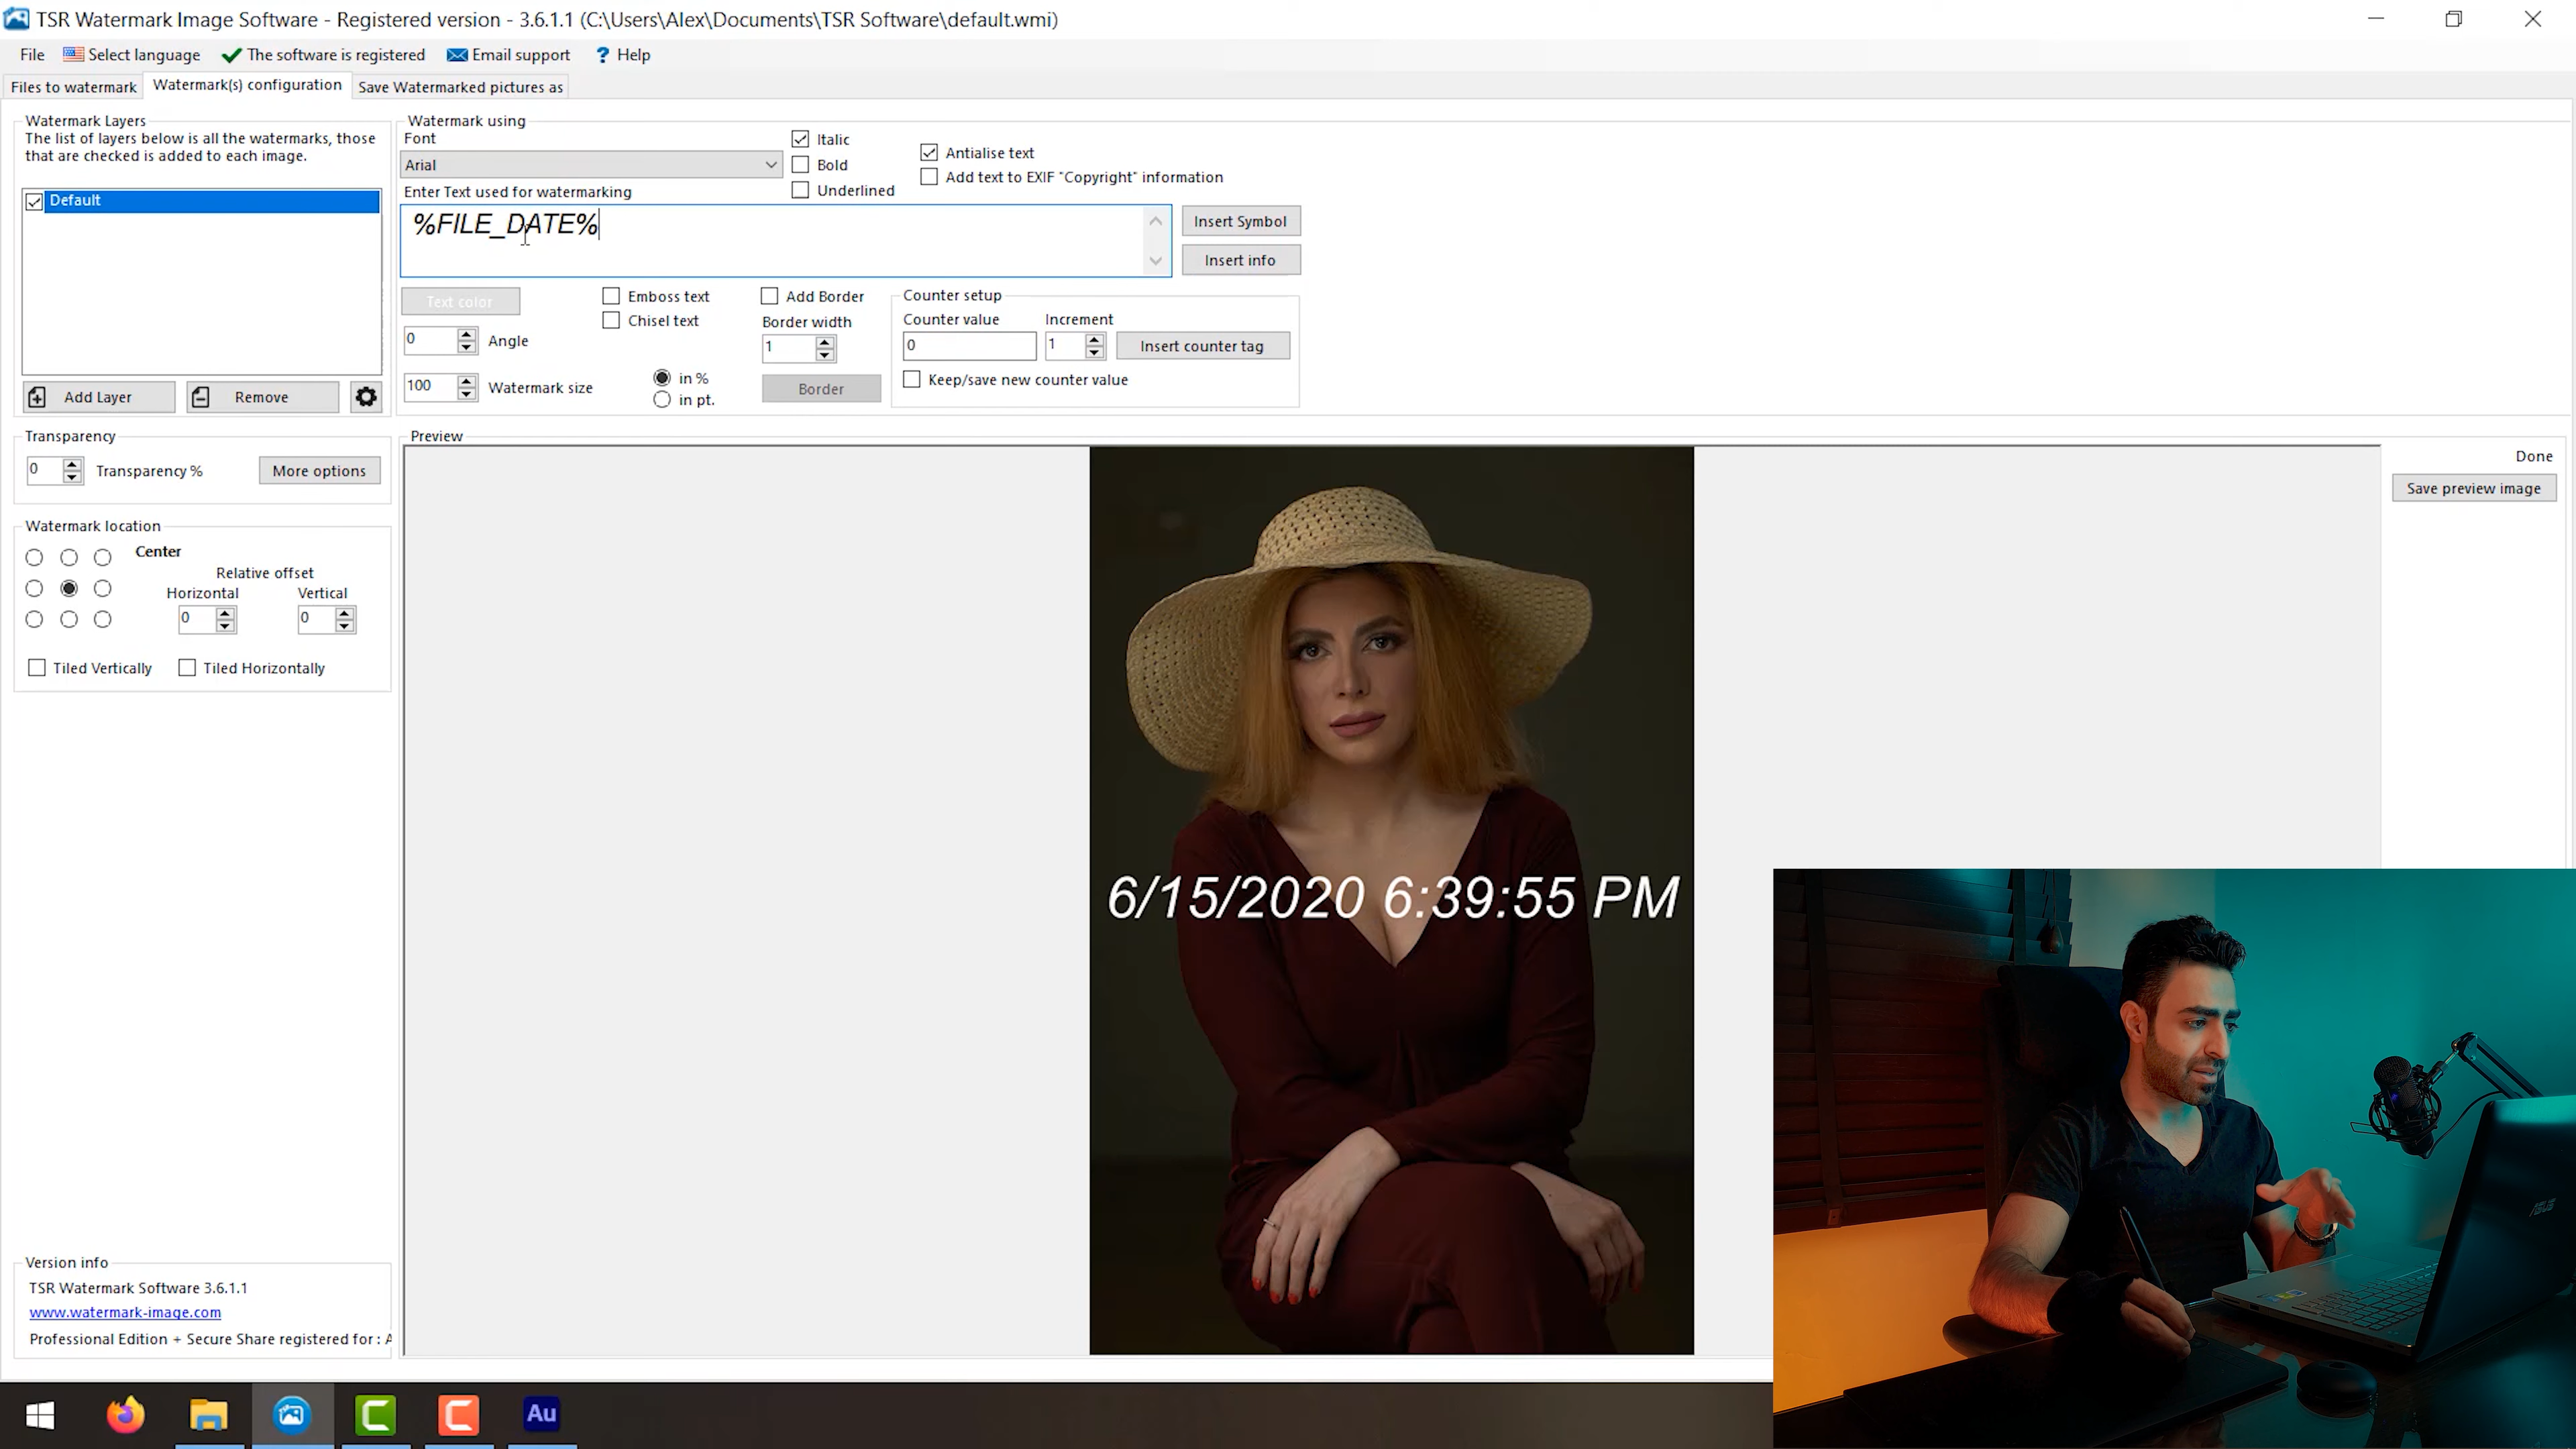 TSR Watermark Image Software - Registered version - 3.6.1.1 (C:\Users\Alex\Documents\TSR Software\default.wmi)
File Select language The software is registered Email support ? Help
Files to watermark Watermark(s) configuration Save Watermarked pictures as
Watermark Layers
The list of layers below is all the watermarks, those
that are checked is added to each image.
Default
Add Layer Remove
Watermark using
Font
Arial
Italic
Bold
Underlined
Antialise text
Add text to EXIF "Copyright" information
Enter Text used for watermarking
%FILE_DATE%
Insert Symbol
Insert info
Text color
0 Angle
100 Watermark size
Emboss text
Chisel text
in %
in pt.
Add Border
Border width
1
Border
Counter setup
Counter value Increment
0 1 Insert counter tag
Keep/save new counter value
Transparency
0 Transparency % More options
Watermark location
Center
Relative offset
Horizontal Vertical
0 0
Tiled Vertically Tiled Horizontally
Preview
Done
Save preview image
6/15/2020 6:39:55 PM
ASUS
Version info
TSR Watermark Software 3.6.1.1
www.watermark-image.com
Professional Edition + Secure Share registered for : A
C C Au